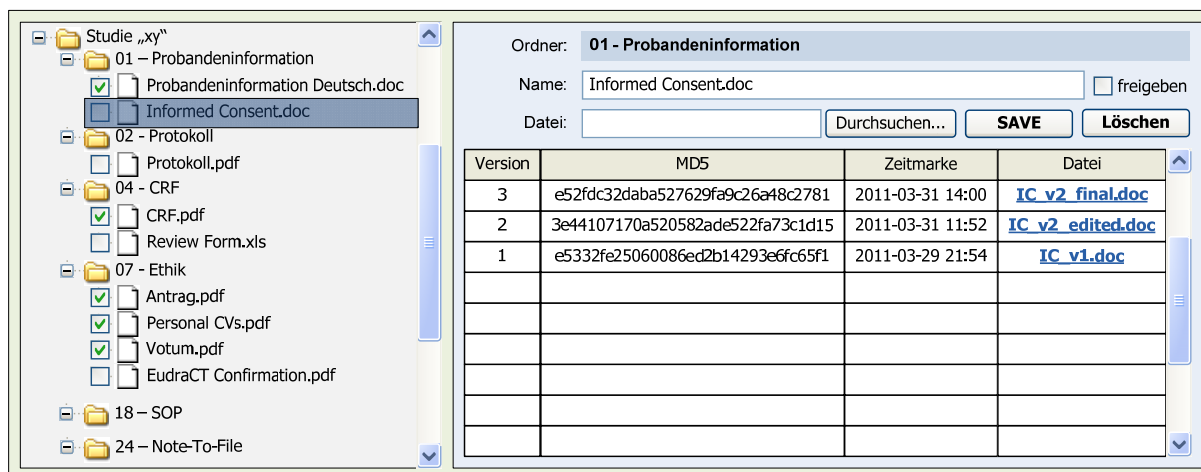 Studie „xy“
01 – Probandeninformation
Probandeninformation Deutsch.doc
Informed Consent.doc
02 - Protokoll
Protokoll.pdf
04 - CRF
CRF.pdf
Review Form.xls
07 - Ethik
Antrag.pdf
Personal CVs.pdf
Votum.pdf
EudraCT Confirmation.pdf
18 – SOP
24 – Note-To-File
Ordner: 01 - Probandeninformation
Name: Informed Consent.doc freigeben
Datei: Durchsuchen... SAVE Löschen
Version MD5 Zeitmarke Datei
3 e52fdc32daba527629fa9c26a48c2781 2011-03-31 14:00 IC_v2_final.doc
2 3e44107170a520582ade522fa73c1d15 2011-03-31 11:52 IC_v2_edited.doc
1 e5332fe25060086ed2b14293e6fc65f1 2011-03-29 21:54 IC_v1.doc